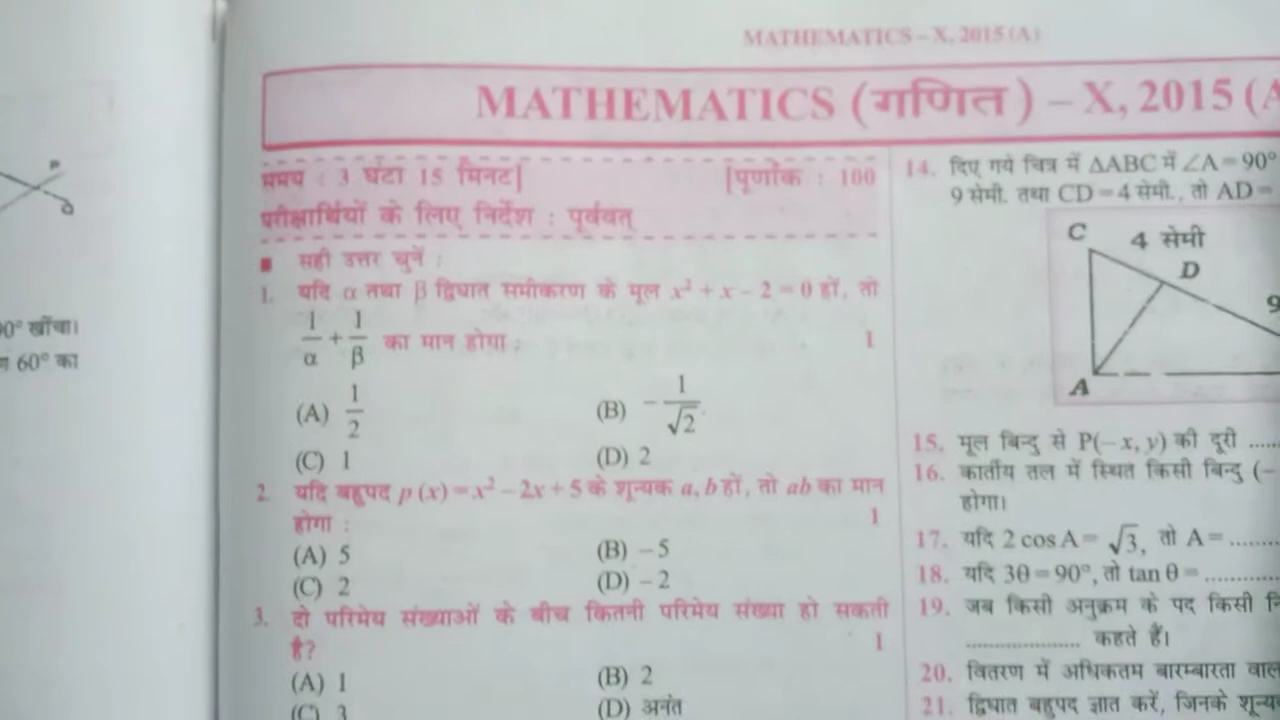 MATHEMATICS – X, 2015 (A)
MATHEMATICS (गणित) – X, 2015 (A
समय : 3 घंटा 15 मिनट] [पूर्णांक : 100
परीक्षार्थियों के लिए निर्देश : पूर्ववत्
■ सही उत्तर चुनें :
1. यदि α तथा β द्विघात समीकरण के मूल x² + x – 2 = 0 हों, तो
1/α + 1/β का मान होगा : 1
(A) 1/2 (B) – 1/√2
(C) 1 (D) 2
2. यदि बहुपद p (x) = x² – 2x + 5 के शून्यक a, b हों, तो ab का मान
होगा : 1
(A) 5 (B) – 5
(C) 2 (D) – 2
3. दो परिमेय संख्याओं के बीच कितनी परिमेय संख्या हो सकती
है? 1
(A) 1 (B) 2
(C) 3 (D) अनंत
14. दिए गये चित्र में ΔABC में ∠A = 90°
9 सेमी. तथा CD = 4 सेमी., तो AD =
C 4 सेमी
D
9
A
15. मूल बिन्दु से P(– x, y) की दूरी .....
16. कार्तीय तल में स्थित किसी बिन्दु (–
होगा।
17. यदि 2 cos A = √3, तो A = .......
18. यदि 3θ = 90°, तो tan θ = ...........
19. जब किसी अनुक्रम के पद किसी नि
.................... कहते हैं।
20. वितरण में अधिकतम बारम्बारता वाल
21. द्विघात बहुपद ज्ञात करें, जिनके शून्य
0° खींचा।
60° का